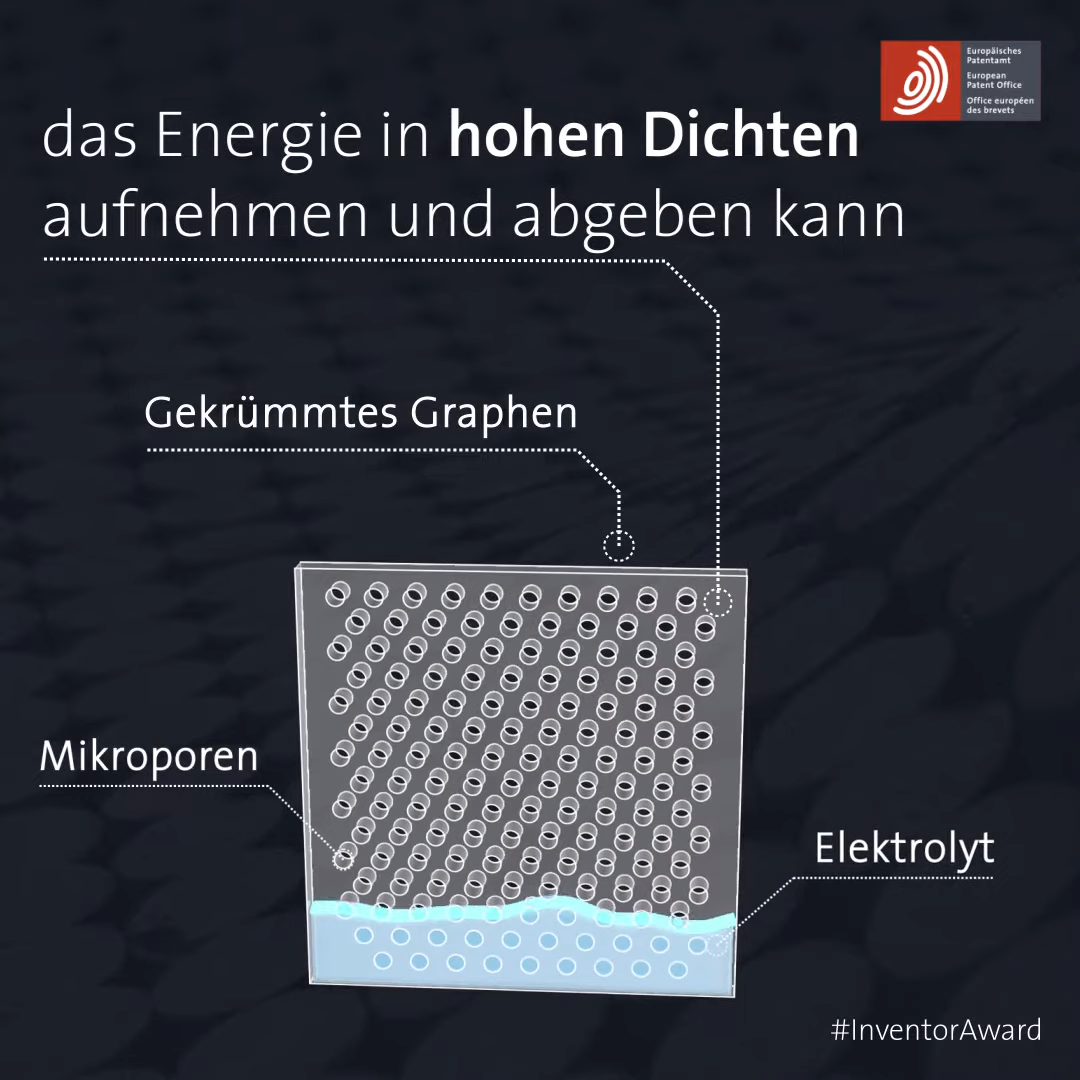 Europäisches
Patentamt
European
Patent Office
Office européen
des brevets
das Energie in hohen Dichten
aufnehmen und abgeben kann
Gekrümmtes Graphen
Mikroporen
Elektrolyt
#InventorAward